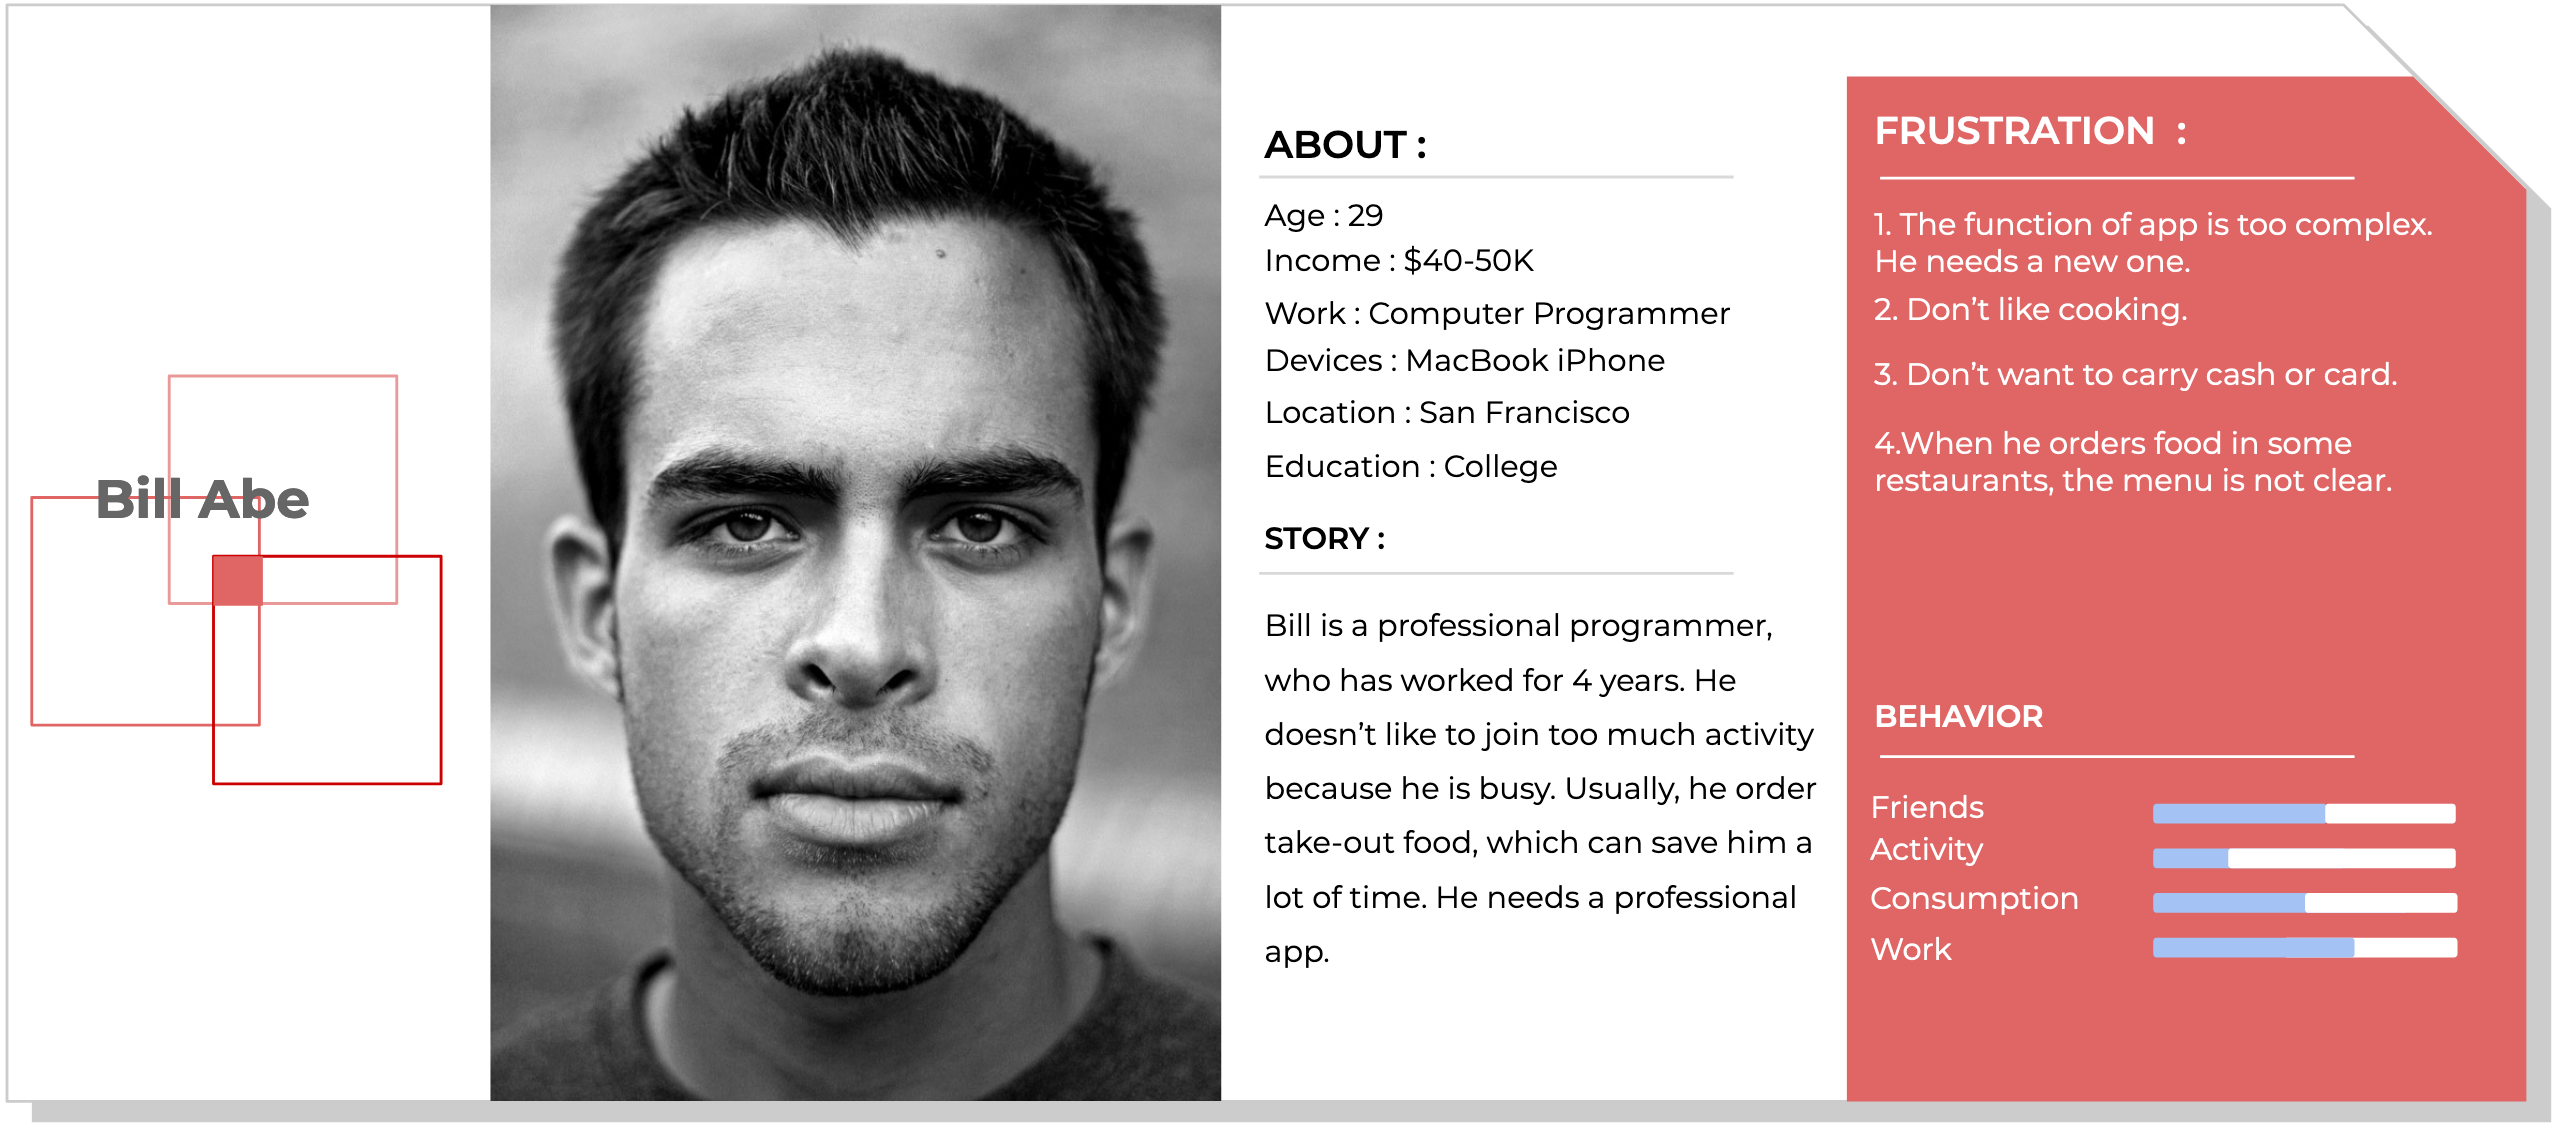 Bill Abe
ABOUT :
Age : 29
Income : $40-50K
Work : Computer Programmer
Devices : MacBook iPhone
Location : San Francisco
Education : College
STORY :
Bill is a professional programmer,
who has worked for 4 years. He
doesn’t like to join too much activity
because he is busy. Usually, he order
take-out food, which can save him a
lot of time. He needs a professional
app.
FRUSTRATION :
1. The function of app is too complex.
He needs a new one.
2. Don’t like cooking.
3. Don’t want to carry cash or card.
4.When he orders food in some
restaurants, the menu is not clear.
BEHAVIOR
Friends
Activity
Consumption
Work